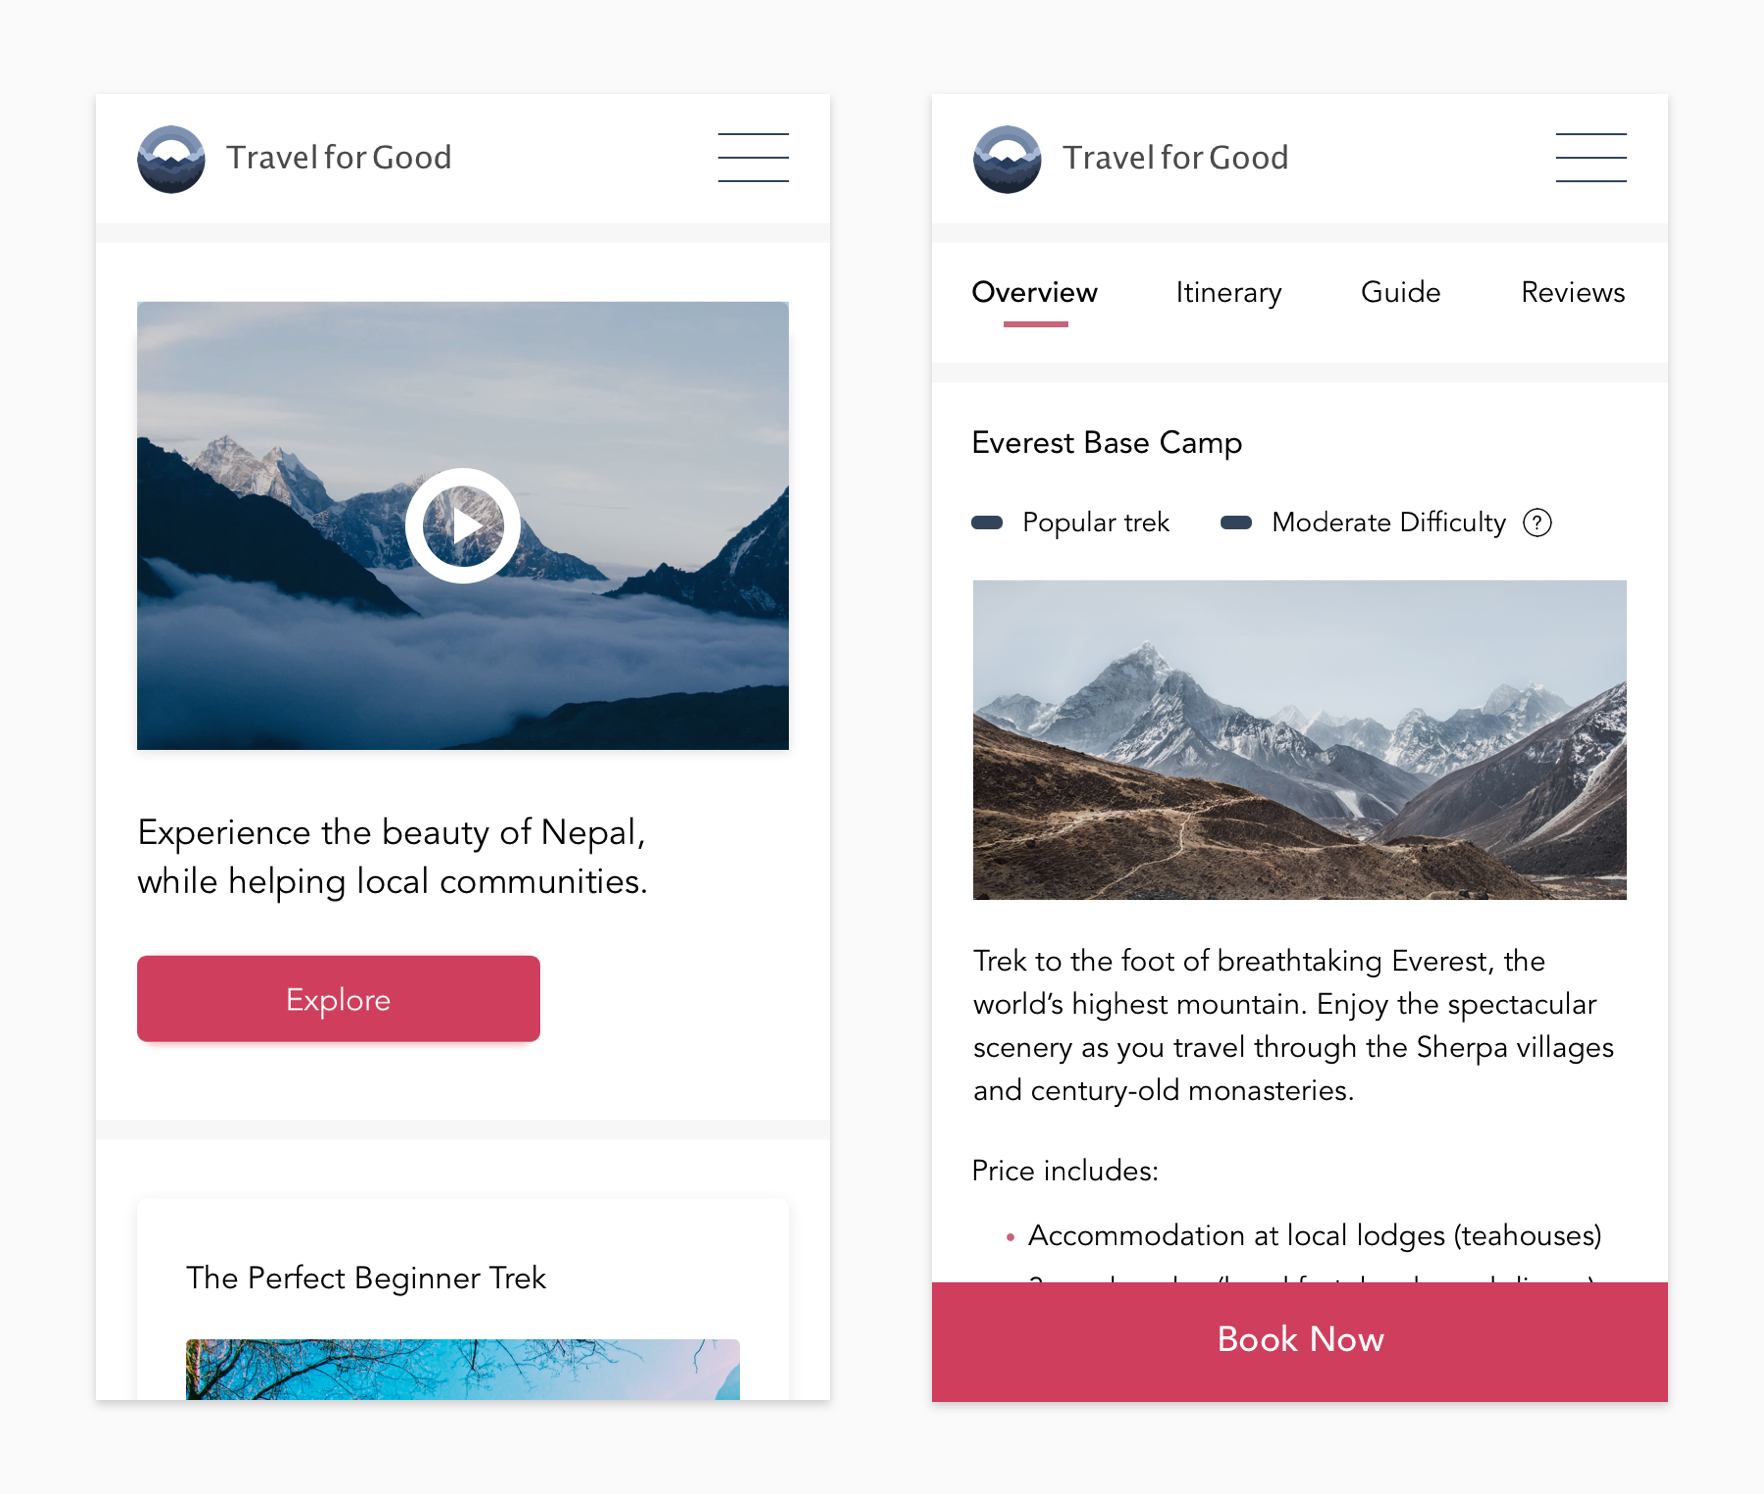 Travel for Good
Experience the beauty of Nepal,
while helping local communities.
Explore
The Perfect Beginner Trek
Travel for Good
Overview Itinerary Guide Reviews
Everest Base Camp
Popular trek Moderate Difficulty ?
Trek to the foot of breathtaking Everest, the
world’s highest mountain. Enjoy the spectacular
scenery as you travel through the Sherpa villages
and century-old monasteries.
Price includes:
• Accommodation at local lodges (teahouses)
Book Now